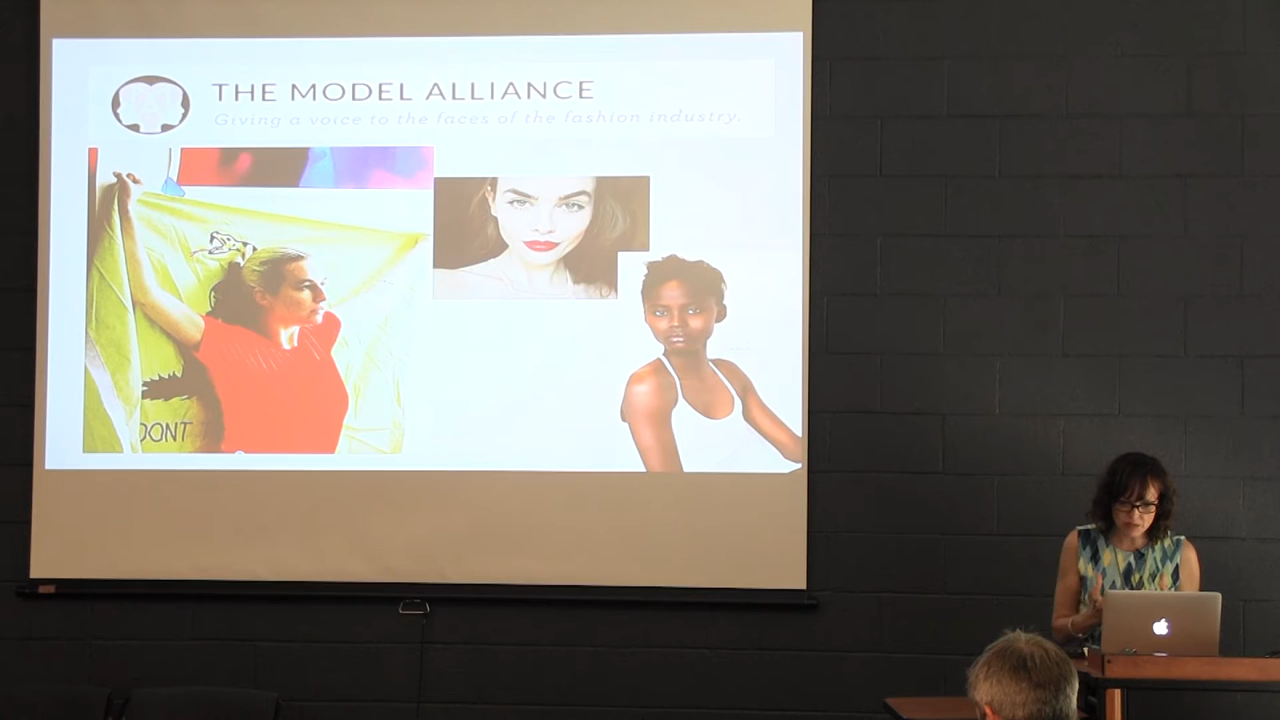 THE MODEL ALLIANCE
Giving a voice to the faces of the fashion industry.
DONT